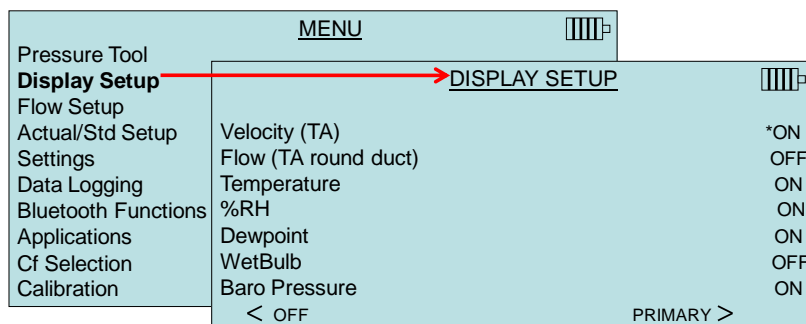 MENU
Pressure Tool
Display Setup
Flow Setup
Actual/Std Setup
Settings
Data Logging
Bluetooth Functions
Applications
Cf Selection
Calibration
DISPLAY SETUP
Velocity (TA) *ON
Flow (TA round duct) OFF
Temperature ON
%RH ON
Dewpoint ON
WetBulb OFF
Baro Pressure ON
< OFF PRIMARY >